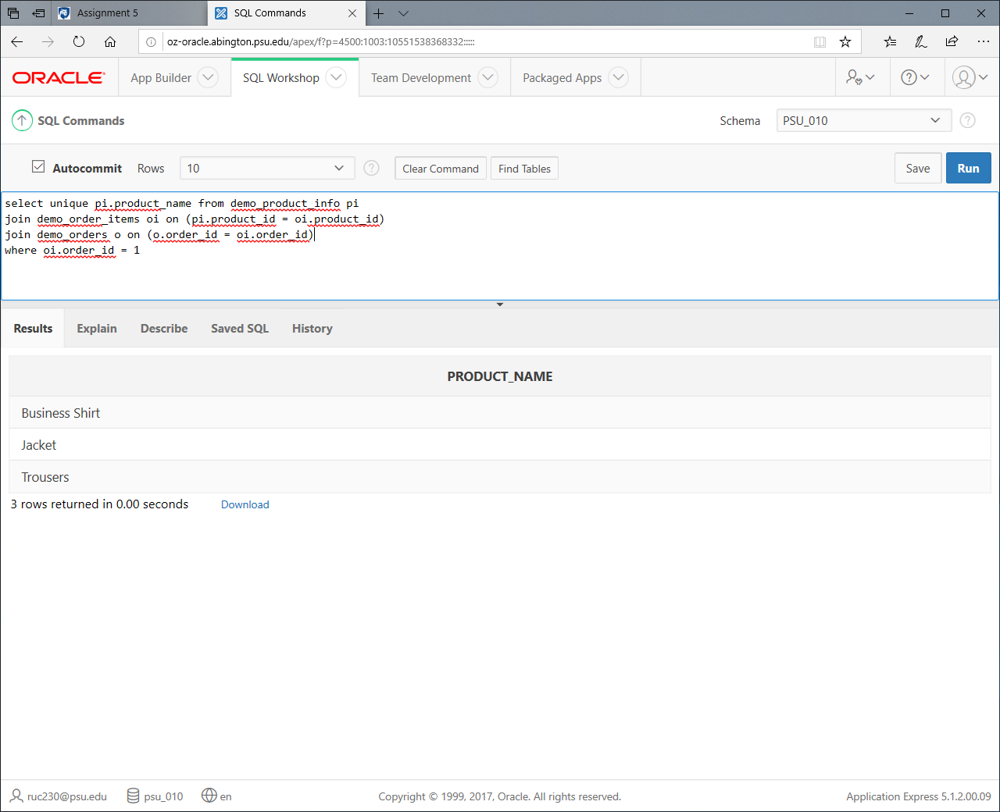 Assignment 5
SQL Commands
oz-oracle.abington.psu.edu/apex/f?p=4500:1003:10551538368332:::::
ORACLE
App Builder
SQL Workshop
Team Development
Packaged Apps
SQL Commands
Schema
PSU_010
Autocommit
Rows
10
Clear Command
Find Tables
Save
Run
select unique pi.product_name from demo_product_info pi
join demo_order_items oi on (pi.product_id = oi.product_id)
join demo_orders o on (o.order_id = oi.order_id)
where oi.order_id = 1
Results
Explain
Describe
Saved SQL
History
PRODUCT_NAME
Business Shirt
Jacket
Trousers
3 rows returned in 0.00 seconds
Download
ruc230@psu.edu
psu_010
en
Copyright © 1999, 2017, Oracle. All rights reserved.
Application Express 5.1.2.00.09